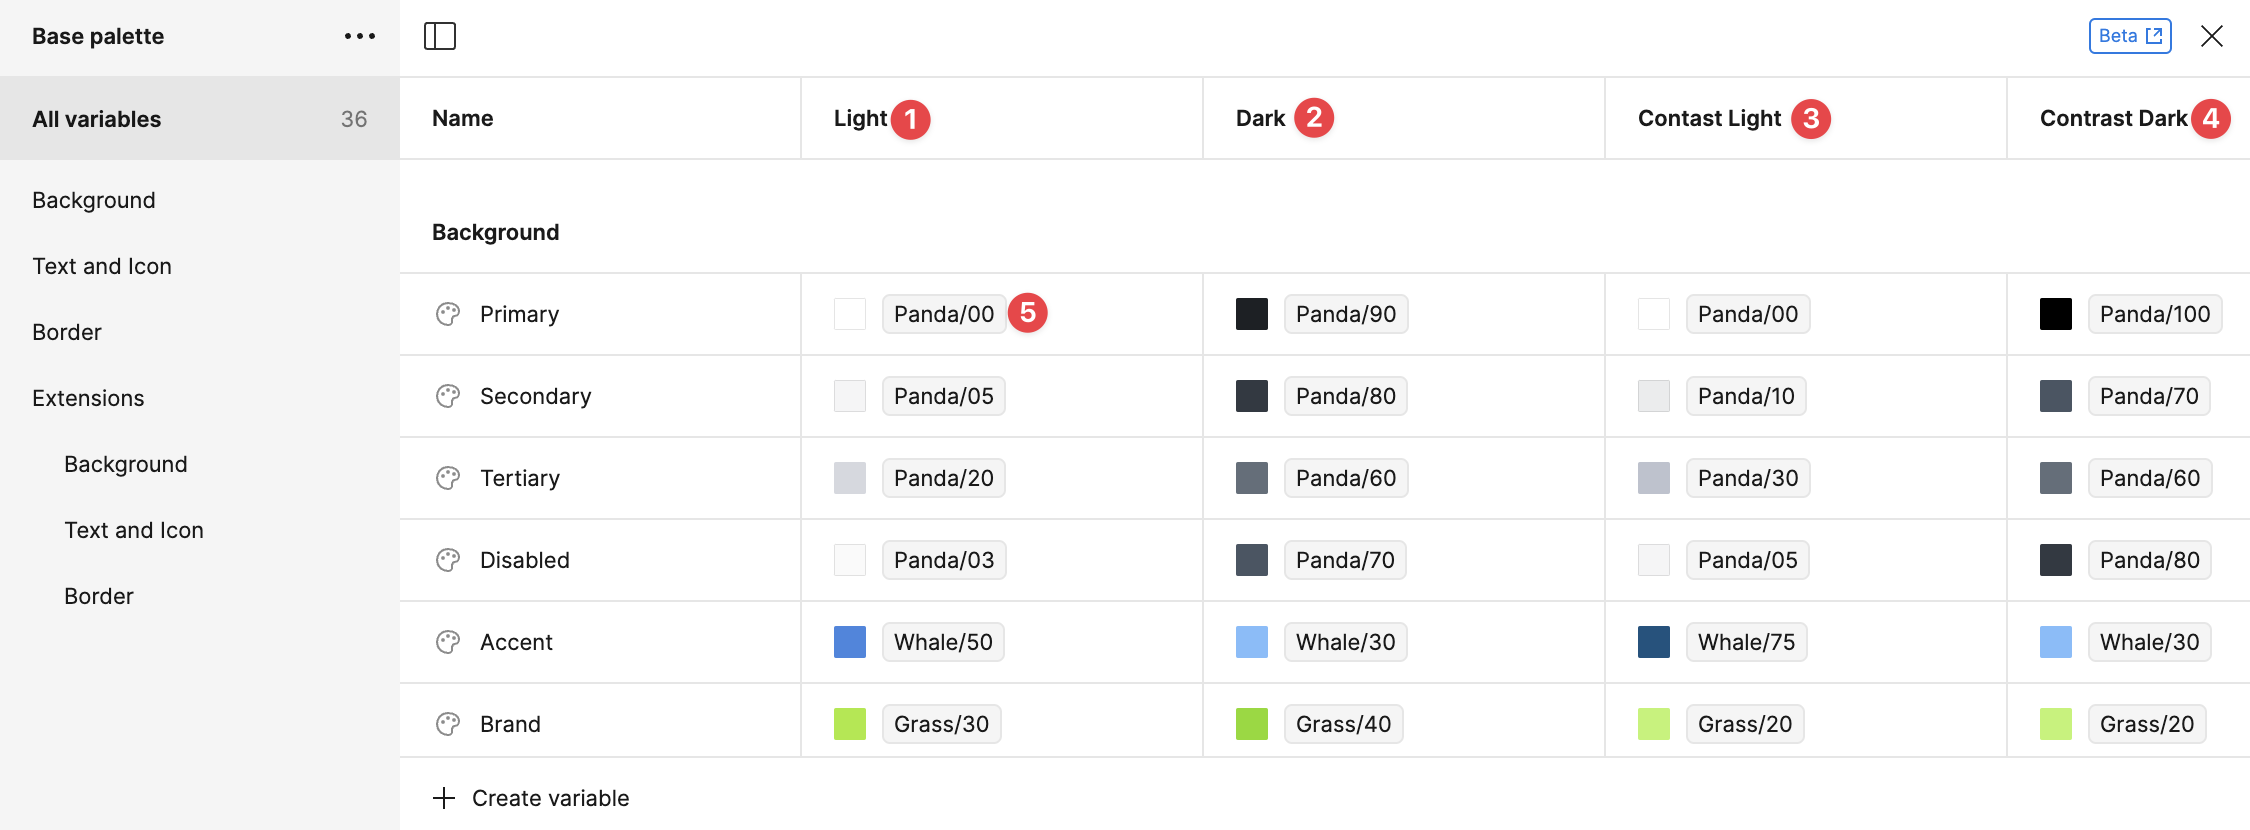 Base palette
Beta
All variables 36
Name Light 1 Dark 2 Contast Light 3 Contrast Dark 4
Background
Background
Text and Icon
Primary Panda/00 5 Panda/90 Panda/00 Panda/100
Border
Secondary Panda/05 Panda/80 Panda/10 Panda/70
Extensions
Background
Tertiary Panda/20 Panda/60 Panda/30 Panda/60
Text and Icon
Disabled Panda/03 Panda/70 Panda/05 Panda/80
Border
Accent Whale/50 Whale/30 Whale/75 Whale/30
Brand Grass/30 Grass/40 Grass/20 Grass/20
Create variable